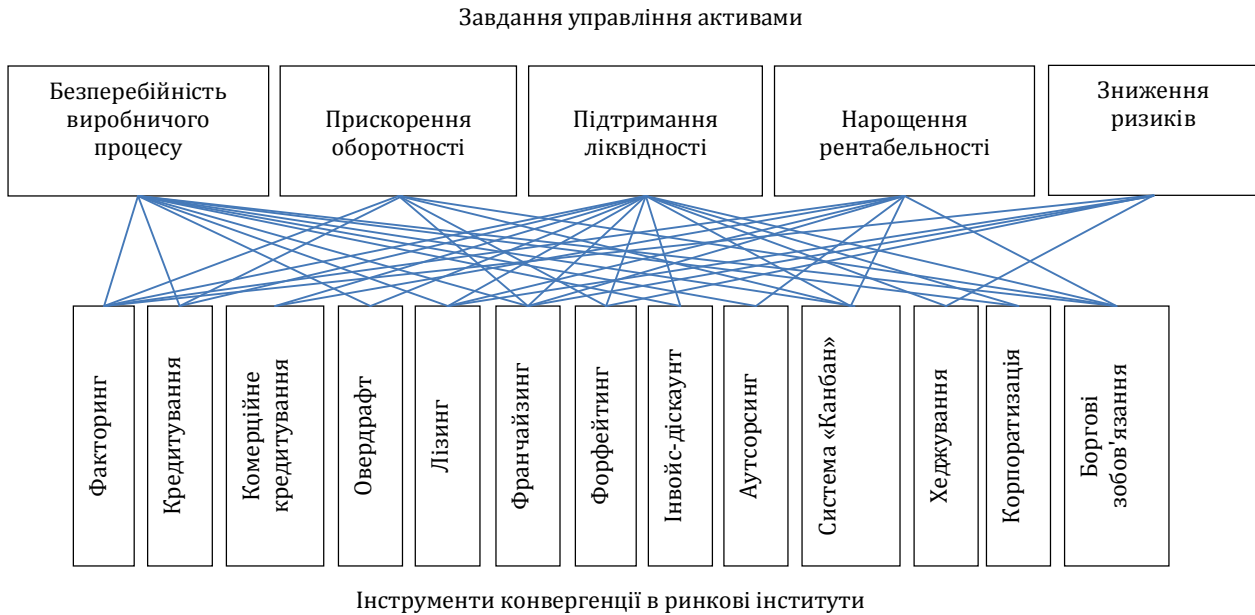 Завдання управління активами
Безперебійність
виробничого
процесу
Прискорення
оборотності
Підтримання
ліквідності
Нарощення
рентабельності
Зниження
ризиків
Факторинг
Кредитування
Комерційне
кредитування
Овердрафт
Лізинг
Франчайзинг
Форфейтинг
Інвойс-діскаунт
Аутсорсинг
Система «Канбан»
Хеджування
Корпоратизація
Боргові
зобов'язання
Інструменти конвергенції в ринкові інститути